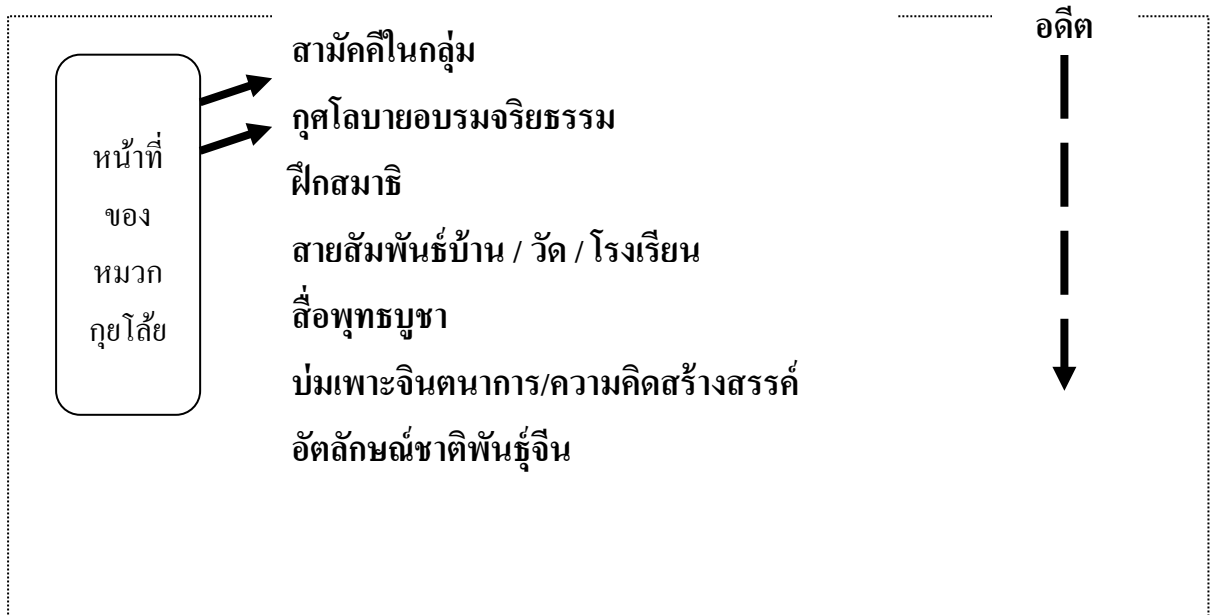 อดีต
สามัคคีในกลุ่ม
กุศโลบายอบรมจริยธรรม
ฝึกสมาธิ
สายสัมพันธ์บ้าน / วัด / โรงเรียน
สื่อพุทธบูชา
บ่มเพาะจินตนาการ/ความคิดสร้างสรรค์
อัตลักษณ์ชาติพันธุ์จีน
หน้าที่
ของ
หมวก
กุยโล้ย